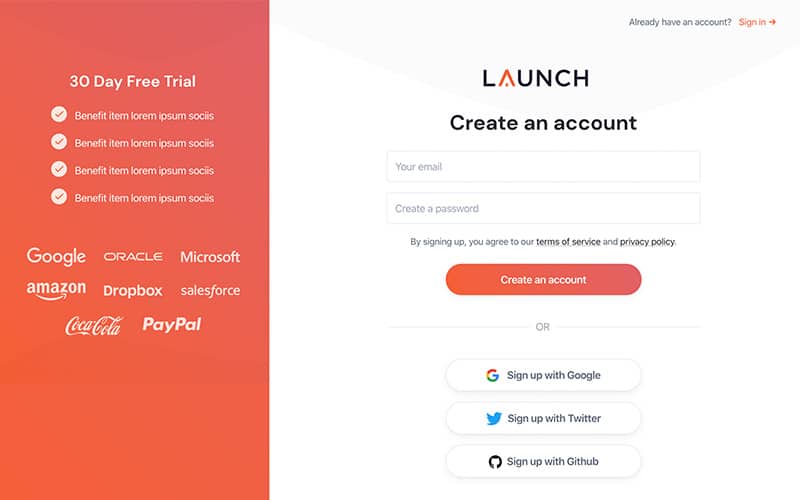 Already have an account? Sign in →
30 Day Free Trial
Benefit item lorem ipsum sociis
Benefit item lorem ipsum sociis
Benefit item lorem ipsum sociis
Benefit item lorem ipsum sociis
Google ORACLE Microsoft
amazon Dropbox salesforce
Coca-Cola PayPal
LAUNCH
Create an account
Your email
Create a password
By signing up, you agree to our terms of service and privacy policy.
Create an account
OR
Sign up with Google
Sign up with Twitter
Sign up with Github